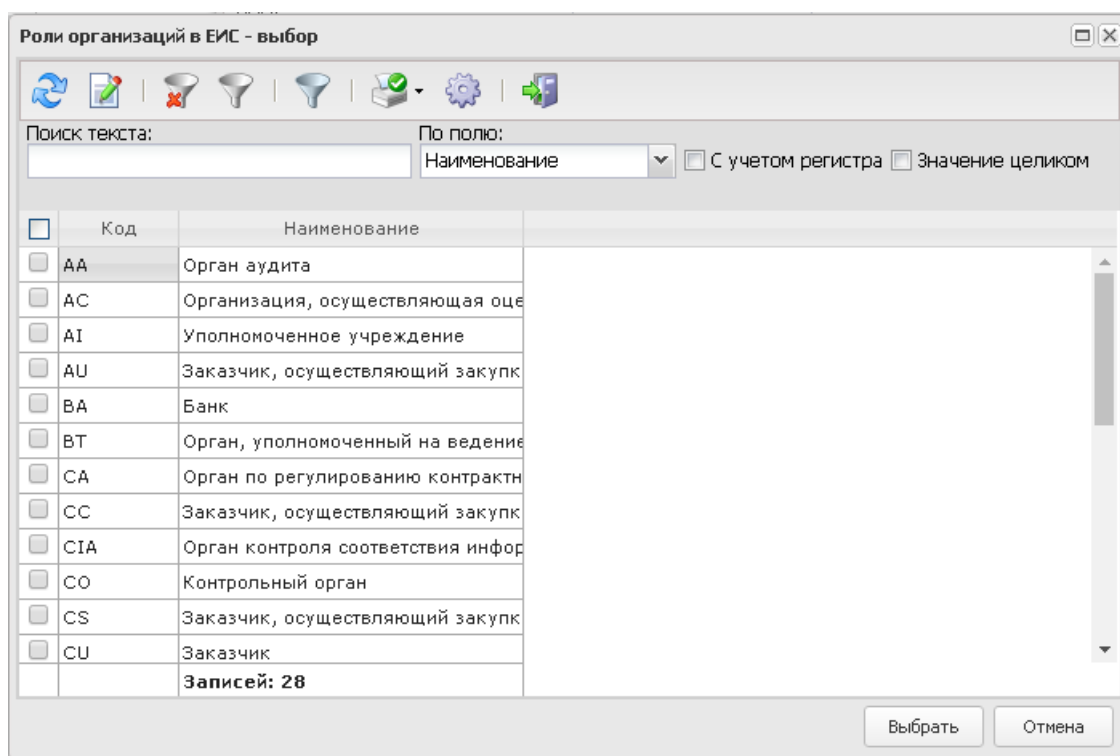 Роли организаций в ЕИС - выбор
Поиск текста: По полю:
Наименование С учетом регистра Значение целиком
Код Наименование
AA Орган аудита
AC Организация, осуществляющая оце
AI Уполномоченное учреждение
AU Заказчик, осуществляющий закупк
BA Банк
BT Орган, уполномоченный на ведение
CA Орган по регулированию контрактн
CC Заказчик, осуществляющий закупк
CIA Орган контроля соответствия инфор
CO Контрольный орган
CS Заказчик, осуществляющий закупк
CU Заказчик
Записей: 28
Выбрать Отмена